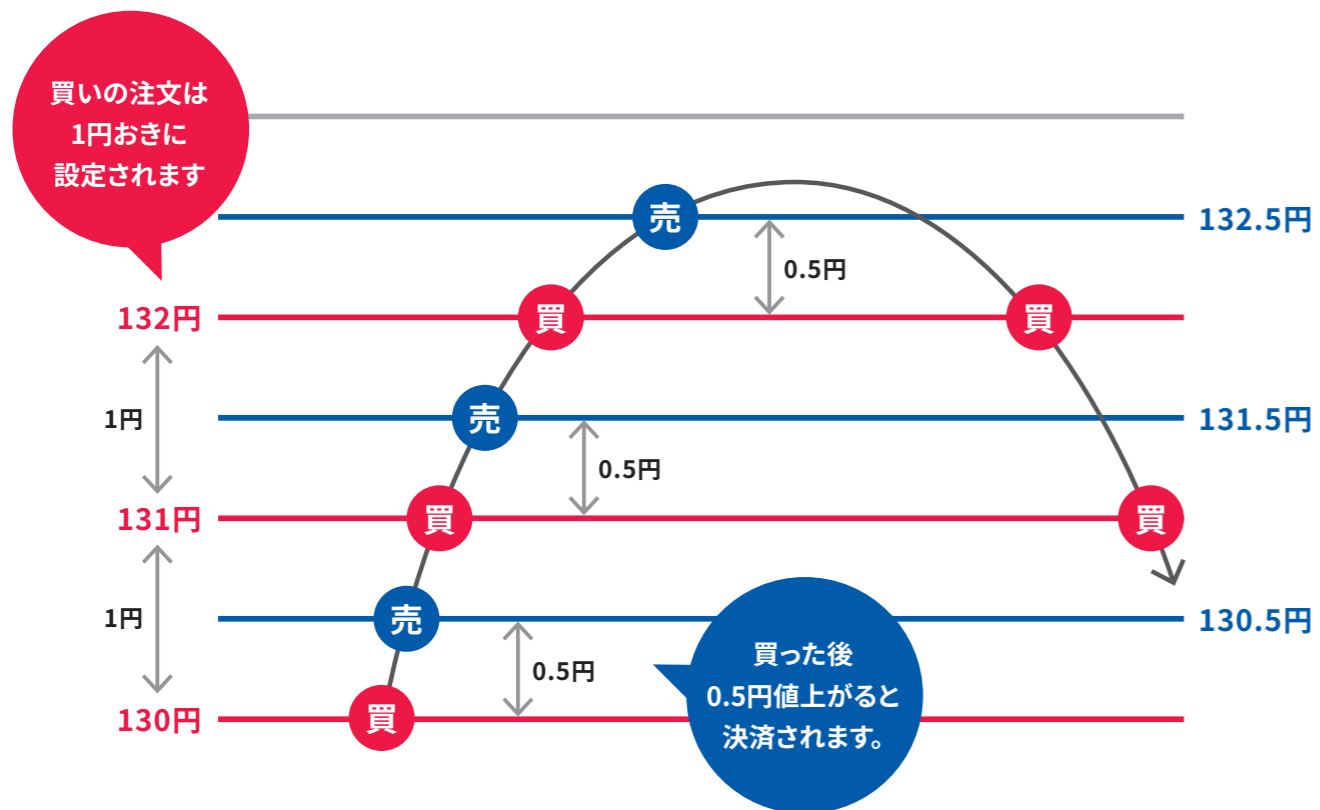 買いの注文は
1円おきに
設定されます
売
132.5円
0.5円
132円
買
買
1円
売
131.5円
0.5円
131円
買
買
1円
売
130.5円
0.5円
買った後
0.5円値上がると
決済されます。
130円
買